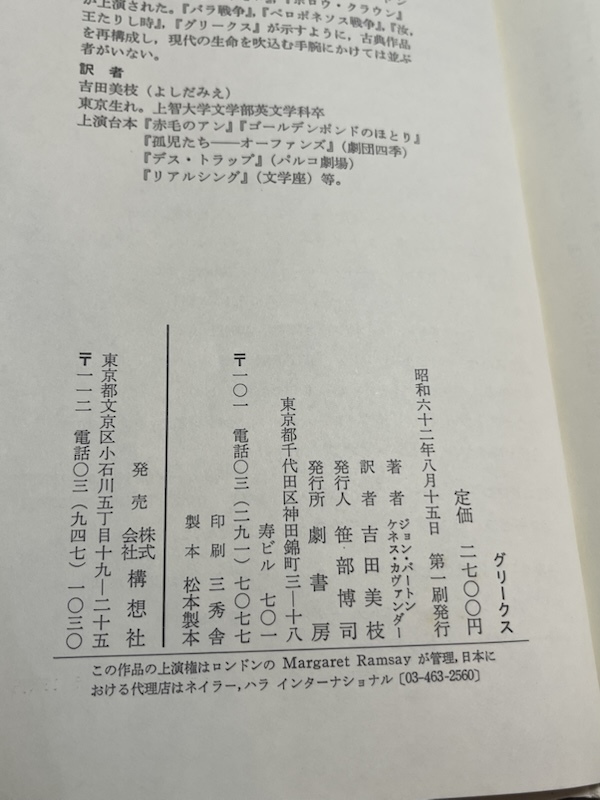 が上演された。『バラ戦争』,『ペロポネソス戦争』,『汝,
王たりし時』,『グリークス』が示すように, 古典作品
を再構成し, 現代の生命を吹込む手腕にかけては並ぶ
者がいない。
訳者
吉田美枝（よしだみえ）
東京生れ。上智大学文学部英文学科卒
上演台本『赤毛のアン』『ゴールデンポンドのほとり』
『孤児たち――オーファンズ』(劇団四季)
『デス・トラップ』(パルコ劇場)
『リアルシング』(文学座) 等。
グリークス
定価 二七〇〇円
昭和六十二年八月十五日 第一刷発行
著者 ジョン・バートン
ケネス・カヴァンダー
訳者 吉田美枝
発行人 笹部博司
発行所 劇書房
東京都千代田区神田錦町三―十八
寿ビル 七〇一
〒一〇一 電話〇三（二九一）七〇七七
印刷 三秀舎
製本 松本製本
発売 株式会社 構想社
東京都文京区小石川五丁目十九―二十五
〒一一二 電話〇三（九四七）一〇三〇
この作品の上演権はロンドンの Margaret Ramsay が管理, 日本に
おける代理店はネイラー, ハラ インターナショナル〔03-463-2560〕